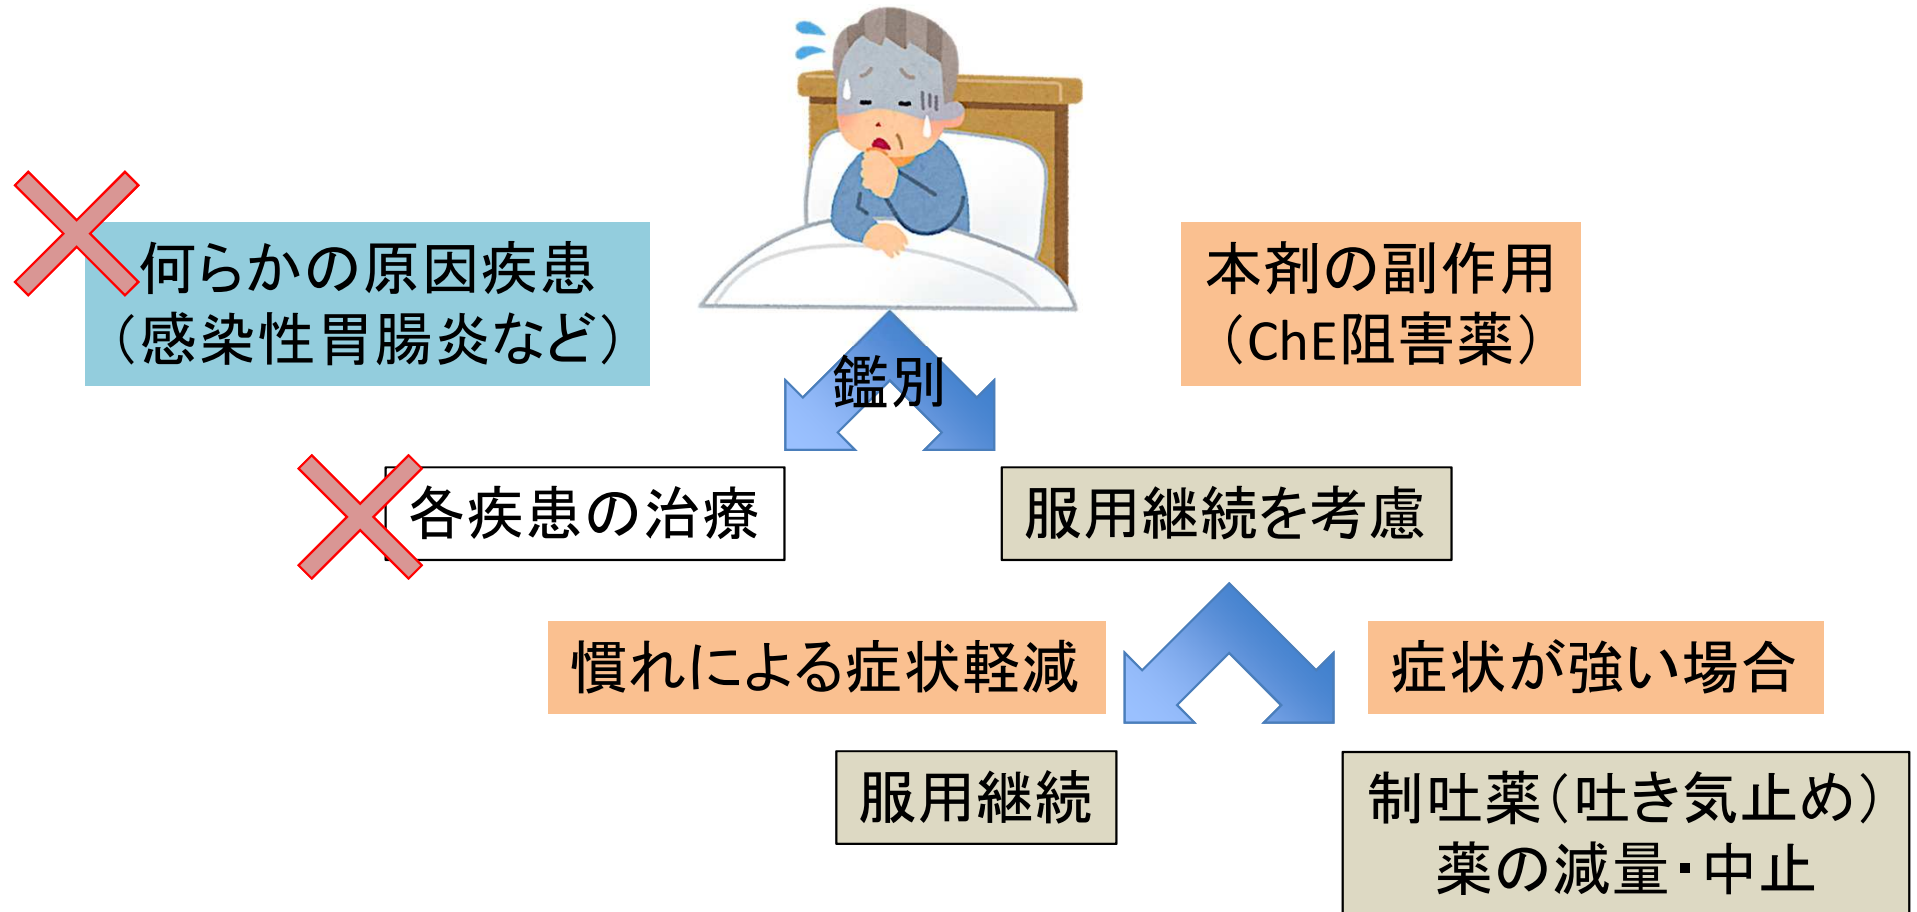 何らかの原因疾患
（感染性胃腸炎など）
本剤の副作用
（ChE阻害薬）
鑑別
各疾患の治療
服用継続を考慮
慣れによる症状軽減
症状が強い場合
服用継続
制吐薬（吐き気止め）
薬の減量・中止